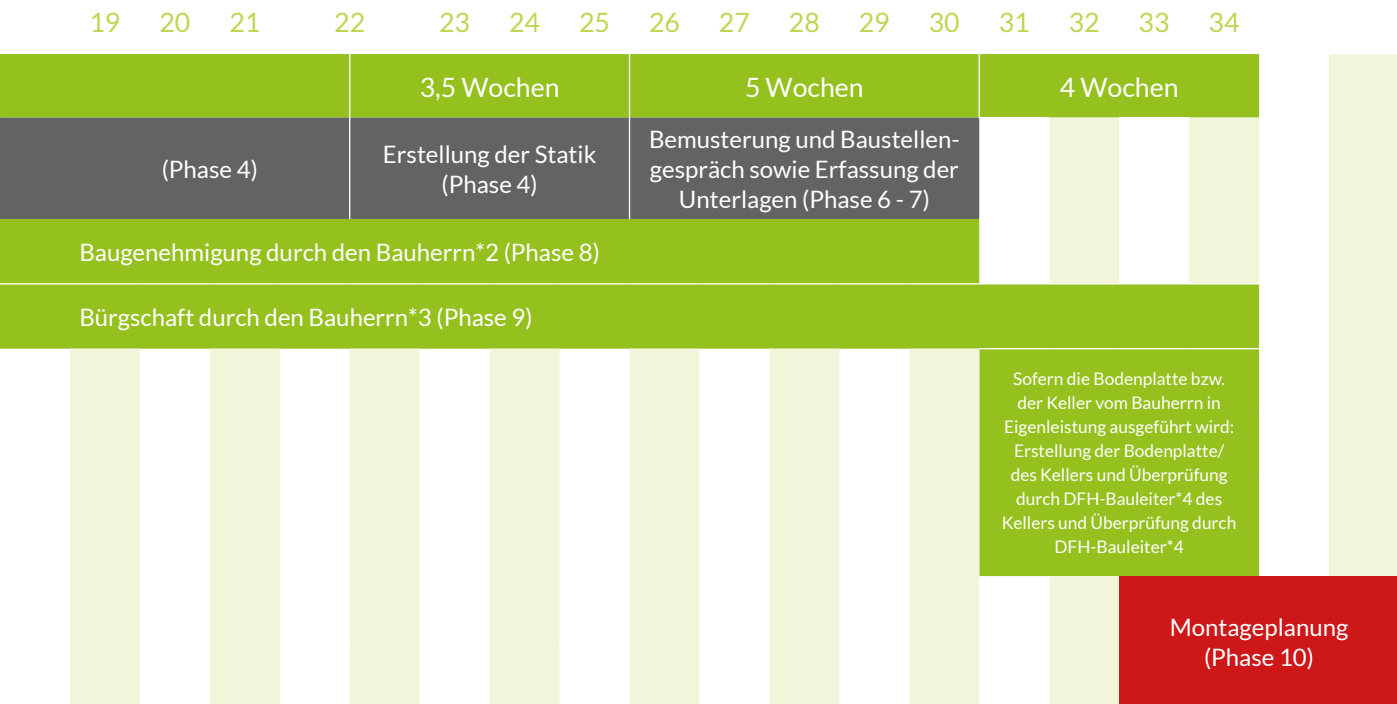 19 20 21 22 23 24 25 26 27 28 29 30 31 32 33 34
3,5 Wochen 5 Wochen 4 Wochen
(Phase 4)
Erstellung der Statik
(Phase 4)
Bemusterung und Baustellen-
gespräch sowie Erfassung der
Unterlagen (Phase 6 - 7)
Baugenehmigung durch den Bauherrn*2 (Phase 8)
Bürgschaft durch den Bauherrn*3 (Phase 9)
Sofern die Bodenplatte bzw.
der Keller vom Bauherrn in
Eigenleistung ausgeführt wird:
Erstellung der Bodenplatte/
des Kellers und Überprüfung
durch DFH-Bauleiter*4 des
Kellers und Überprüfung durch
DFH-Bauleiter*4
Montageplanung
(Phase 10)